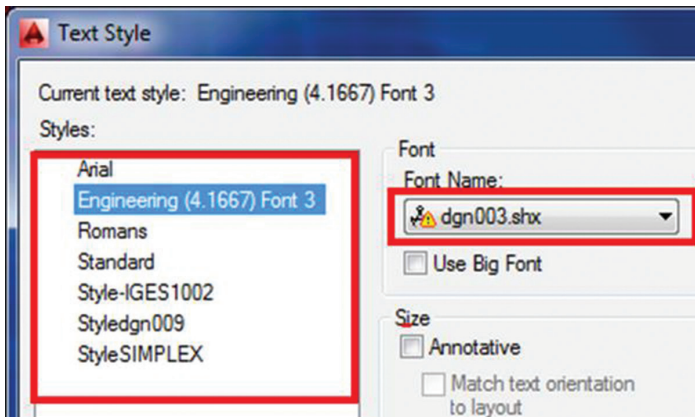 Text Style
Current text style: Engineering (4.1667) Font 3
Styles:
Arial
Engineering (4.1667) Font 3
Romans
Standard
Style-IGES1002
Styledgn009
StyleSIMPLEX
Font
Font Name:
dgn003.shx
Use Big Font
Size
Annotative
Match text orientation
to layout